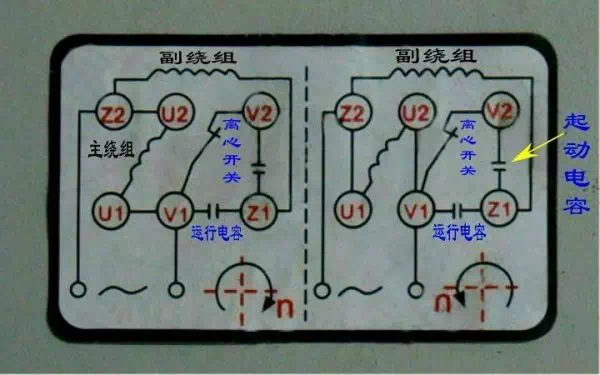 副绕组
Z2 U2 V2
主绕组
离心开关
U1 V1 Z1
运行电容
n
副绕组
Z2 U2 V2
离心开关
起动电容
U1 V1 Z1
运行电容
n